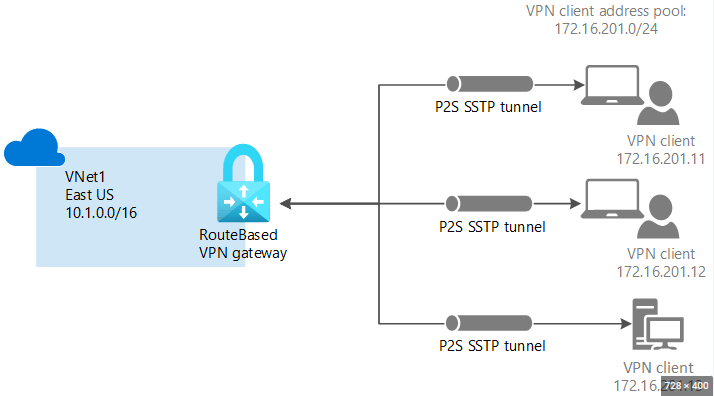 VPN client address pool:
172.16.201.0/24
P2S SSTP tunnel
VPN client
172.16.201.11
VNet1
East US
10.1.0.0/16
RouteBased
VPN gateway
P2S SSTP tunnel
VPN client
172.16.201.12
P2S SSTP tunnel
VPN client
728 × 400